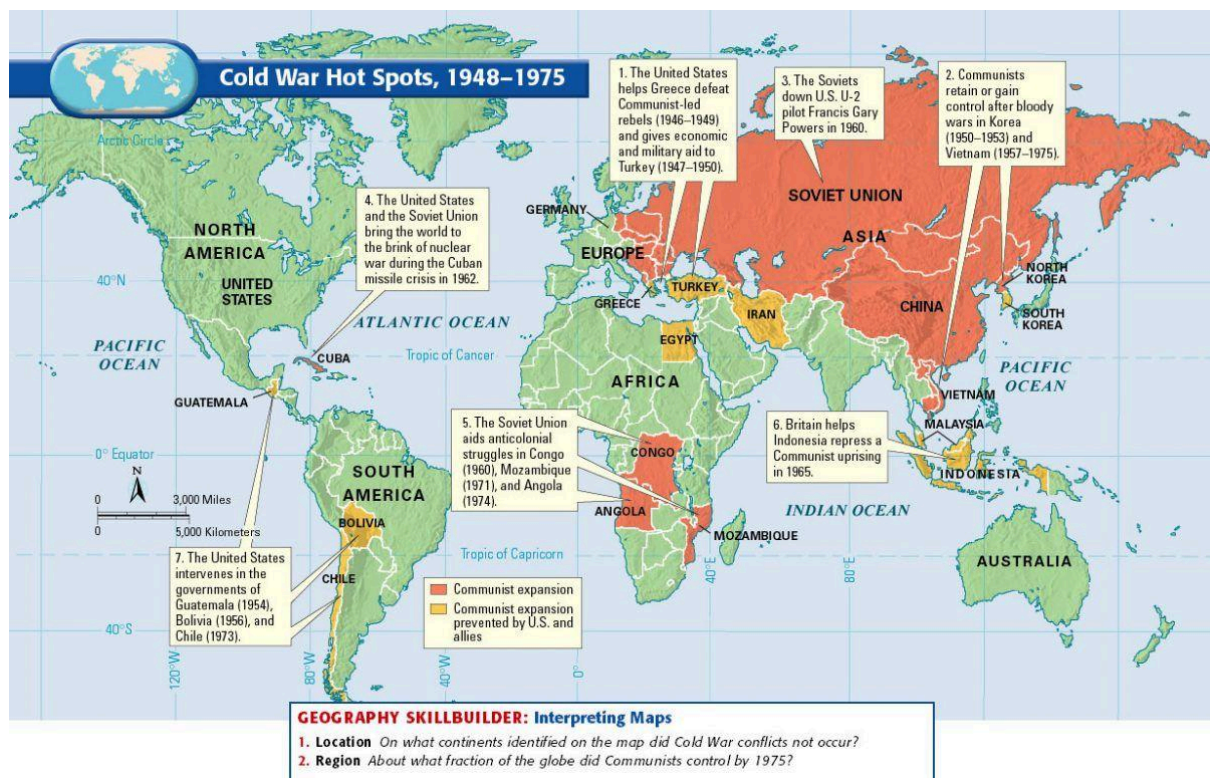 Cold War Hot Spots, 1948–1975
1. The United States
helps Greece defeat
Communist-led
rebels (1946–1949)
and gives economic
and military aid to
Turkey (1947–1950).
3. The Soviets
down U.S. U-2
pilot Francis Gary
Powers in 1960.
2. Communists
retain or gain
control after bloody
wars in Korea
(1950–1953) and
Vietnam (1957–1975).
Arctic Circle
4. The United States
and the Soviet Union
bring the world to
the brink of nuclear
war during the Cuban
missile crisis in 1962.
NORTH
AMERICA
UNITED
STATES
40°N
GERMANY
EUROPE
SOVIET UNION
ASIA
GREECE
TURKEY
IRAN
CHINA
NORTH
KOREA
SOUTH
KOREA
ATLANTIC OCEAN
PACIFIC
OCEAN
CUBA
Tropic of Cancer
EGYPT
AFRICA
PACIFIC
OCEAN
VIETNAM
MALAYSIA
GUATEMALA
0° Equator
N
0 3,000 Miles
0 5,000 Kilometers
SOUTH
AMERICA
BOLIVIA
CHILE
5. The Soviet Union
aids anticolonial
struggles in Congo
(1960), Mozambique
(1971), and Angola
(1974).
CONGO
ANGOLA
MOZAMBIQUE
6. Britain helps
Indonesia repress a
Communist uprising
in 1965.
INDONESIA
INDIAN OCEAN
AUSTRALIA
7. The United States
intervenes in the
governments of
Guatemala (1954),
Bolivia (1956), and
Chile (1973).
Tropic of Capricorn
Communist expansion
Communist expansion
prevented by U.S. and
allies
40°S
120°W
80°W
40°W
0°
40°E
80°E
GEOGRAPHY SKILLBUILDER: Interpreting Maps
1. Location On what continents identified on the map did Cold War conflicts not occur?
2. Region About what fraction of the globe did Communists control by 1975?